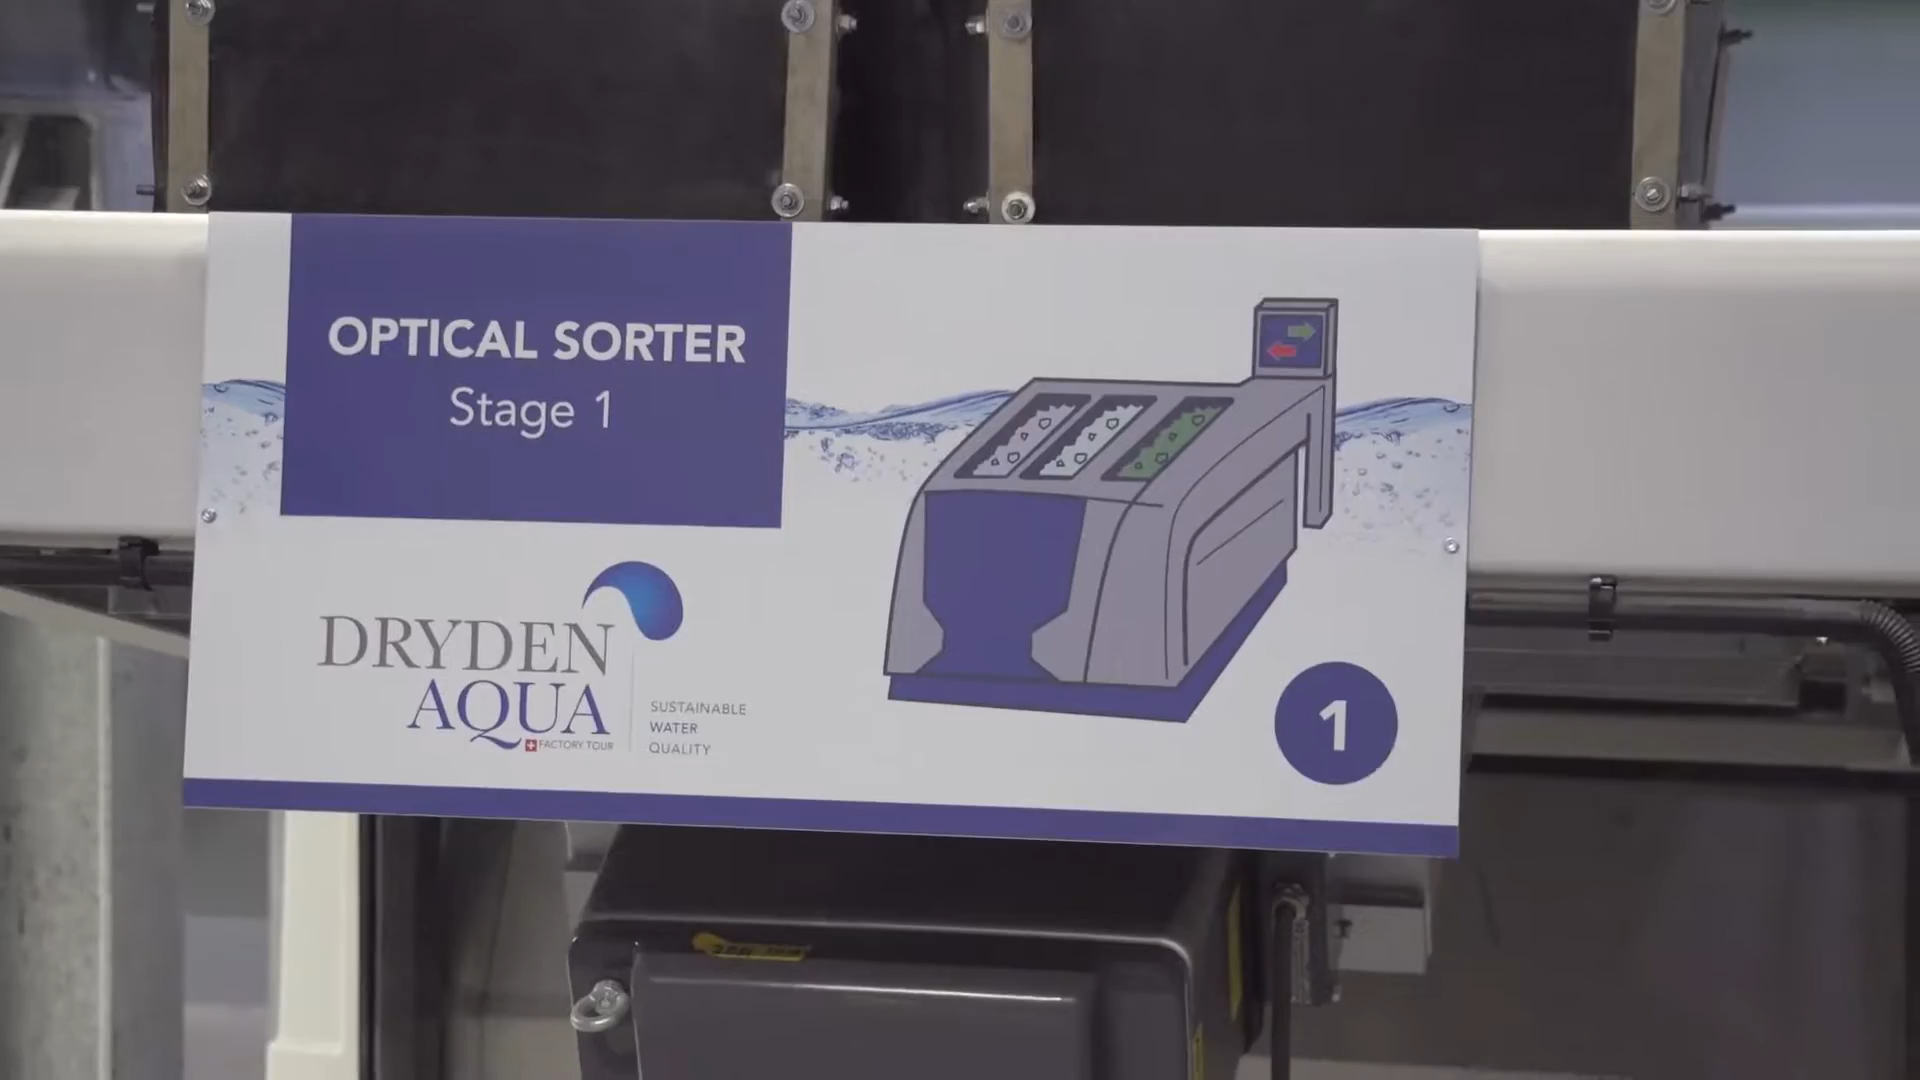 OPTICAL SORTER
Stage 1
DRYDEN
AQUA
FACTORY TOUR
SUSTAINABLE
WATER
QUALITY
1